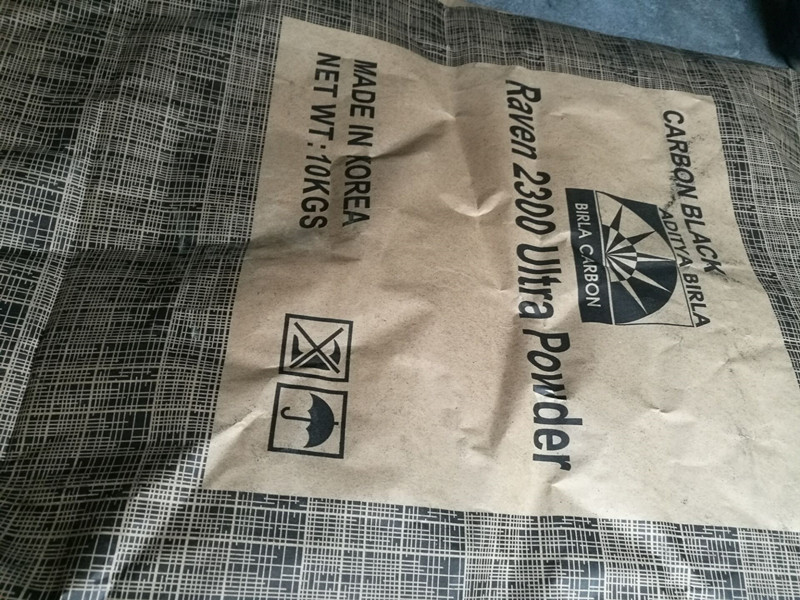 CARBON BLACK
ADITYA BIRLA
BIRLA CARBON
Raven 2300 Ultra Powder
MADE IN KOREA
NET WT: 10KGS